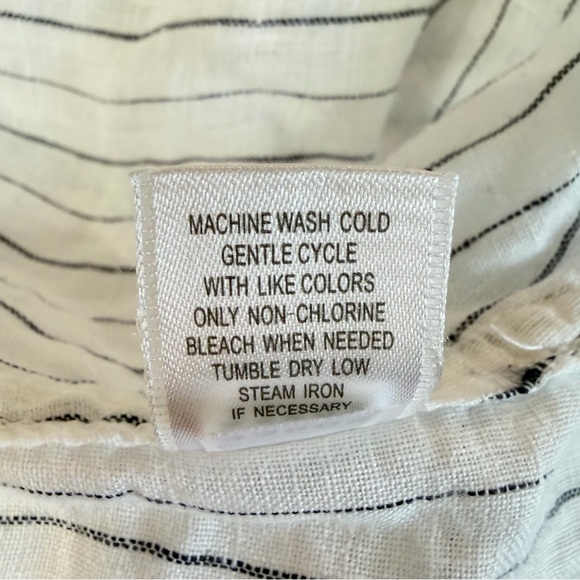 MACHINE WASH COLD
GENTLE CYCLE
WITH LIKE COLORS
ONLY NON-CHLORINE
BLEACH WHEN NEEDED
TUMBLE DRY LOW
STEAM IRON
IF NECESSARY